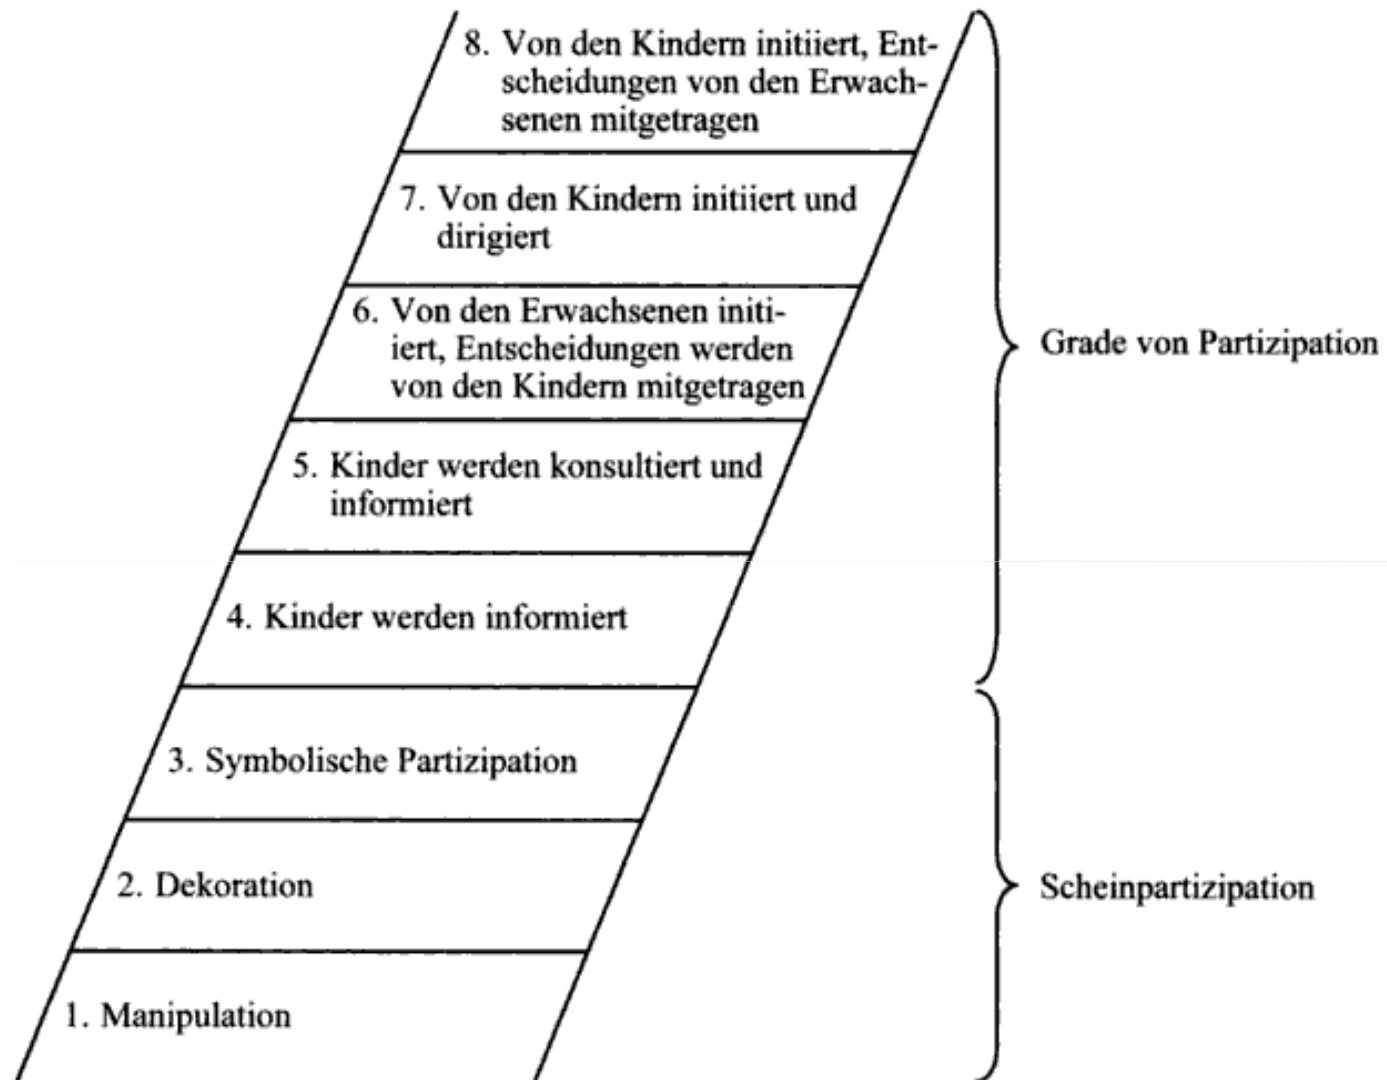 8. Von den Kindern initiiert, Ent-
scheidungen von den Erwach-
senen mitgetragen
7. Von den Kindern initiiert und
dirigiert
6. Von den Erwachsenen initi-
iert, Entscheidungen werden
von den Kindern mitgetragen
Grade von Partizipation
5. Kinder werden konsultiert und
informiert
4. Kinder werden informiert
3. Symbolische Partizipation
2. Dekoration
Scheinpartizipation
1. Manipulation